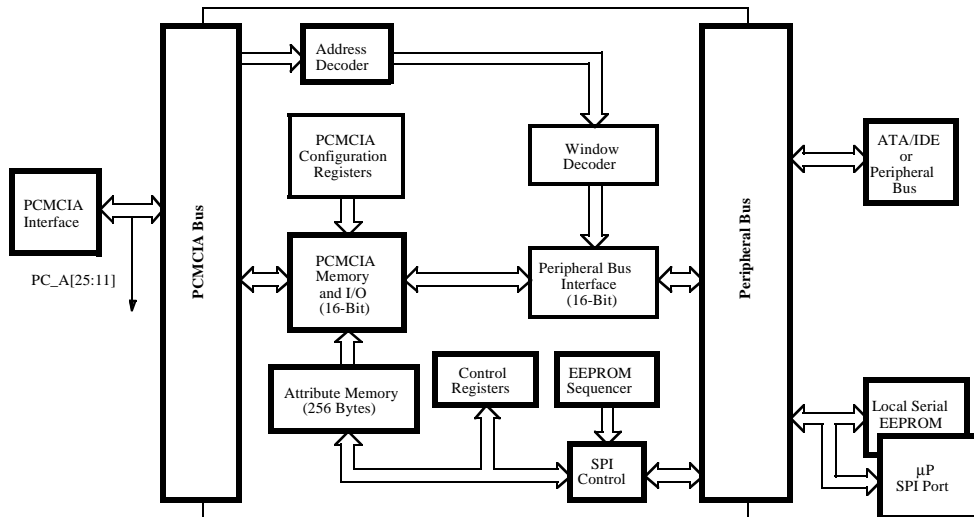 Address
Decoder
PCMCIA
Configuration
Registers
Window
Decoder
ATA/IDE
or
Peripheral
Bus
PCMCIA
Interface
PC_A[25:11]
PCMCIA Bus
PCMCIA
Memory
and I/O
(16-Bit)
Peripheral Bus
Interface
(16-Bit)
Peripheral Bus
Attribute Memory
(256 Bytes)
Control
Registers
EEPROM
Sequencer
SPI
Control
Local Serial
EEPROM
µP
SPI Port